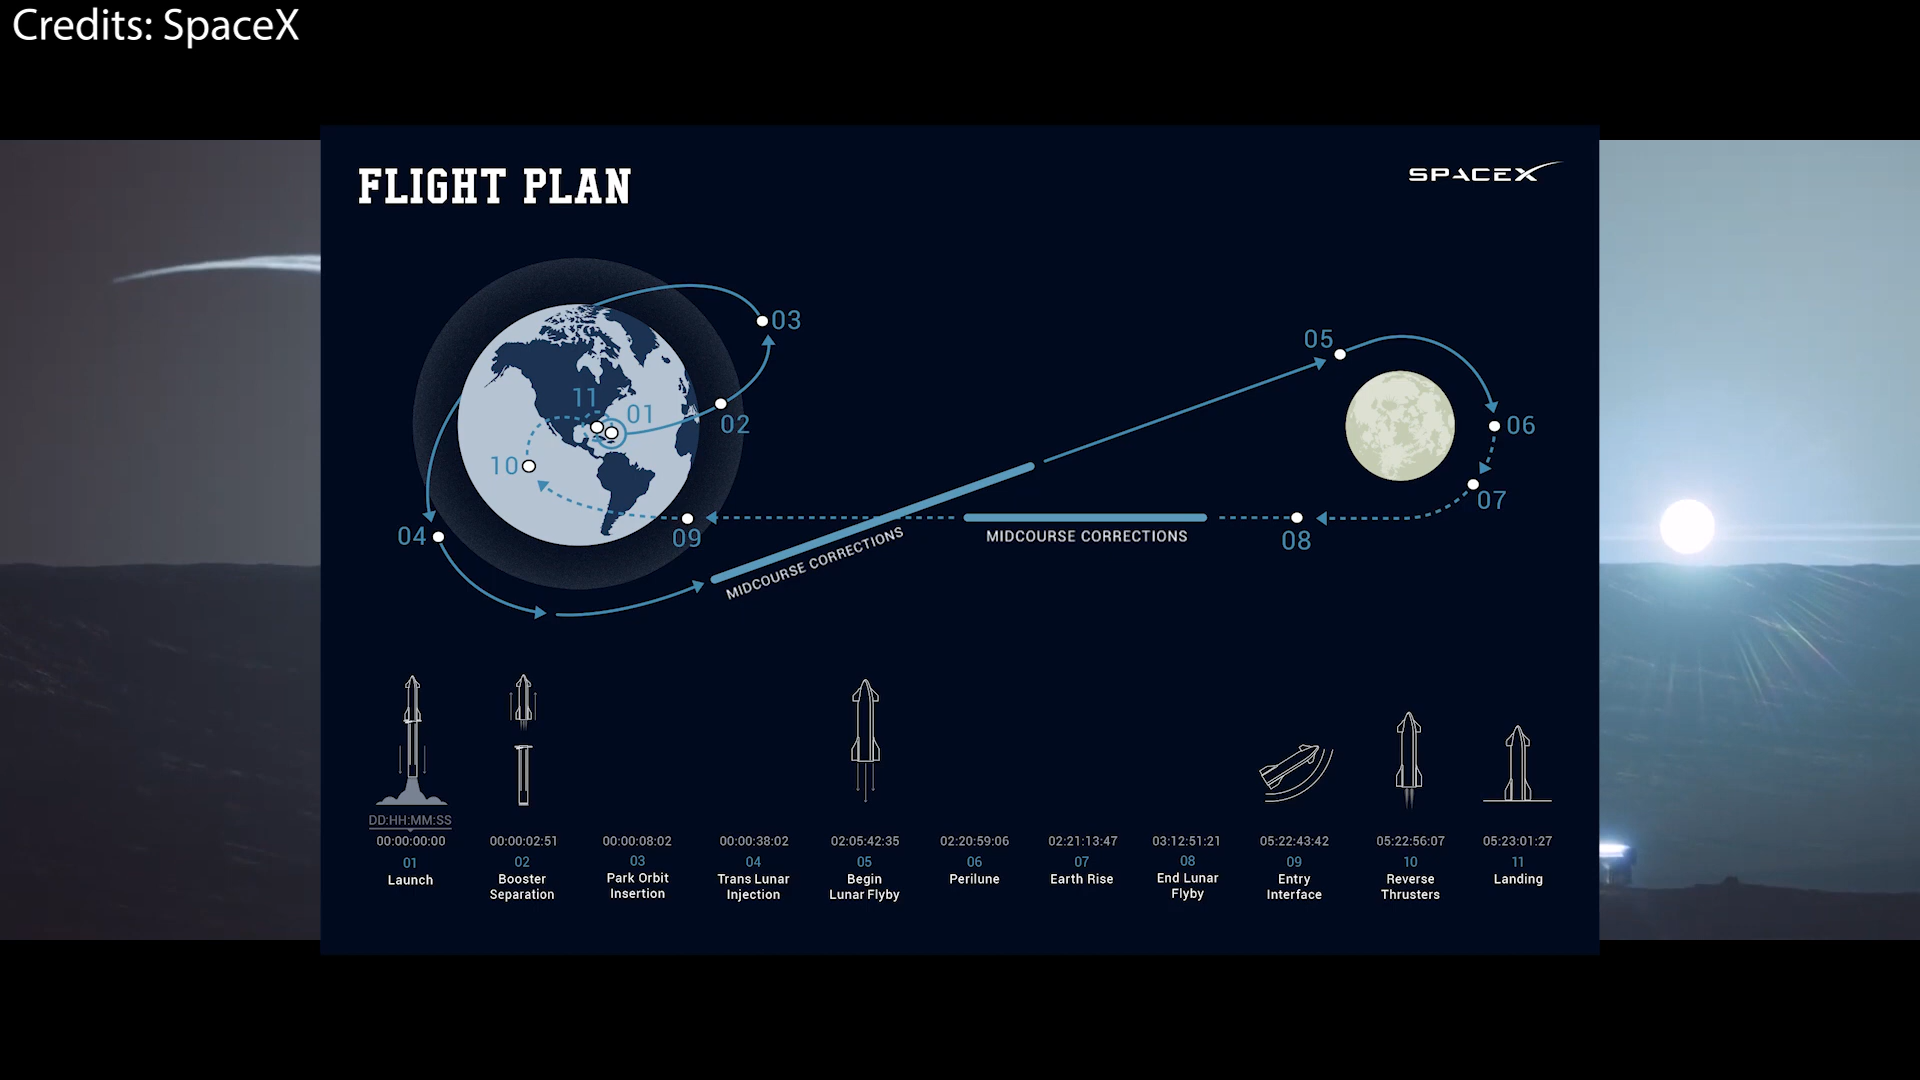 Credits: SpaceX
FLIGHT PLAN
SPACEX
03
05
11
01
02
06
10
07
04
09
08
MIDCOURSE CORRECTIONS
MIDCOURSE CORRECTIONS
DD:HH:MM:SS
00:00:00:00
01
Launch
00:00:02:51
02
Booster
Separation
00:00:08:02
03
Park Orbit
Insertion
00:00:38:02
04
Trans Lunar
Injection
02:05:42:35
05
Begin
Lunar Flyby
02:20:59:06
06
Perilune
02:21:13:47
07
Earth Rise
03:12:51:21
08
End Lunar
Flyby
05:22:43:42
09
Entry
Interface
05:22:56:07
10
Reverse
Thrusters
05:23:01:27
11
Landing